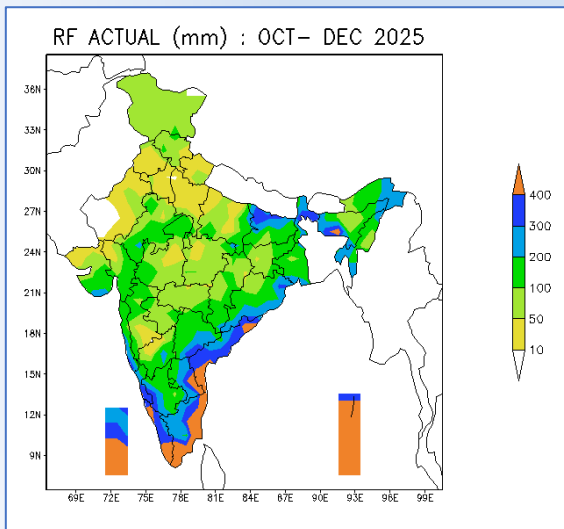 RF ACTUAL (mm) : OCT- DEC 2025
36N
33N
30N
27N
24N
21N
18N
15N
12N
9N
69E 72E 75E 78E 81E 84E 87E 90E 93E 96E 99E
400
300
200
100
50
10